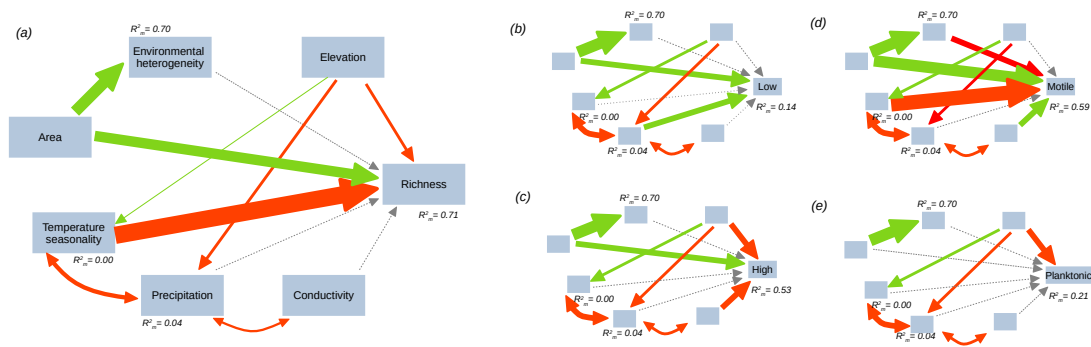 (a)
R²m= 0.70
Environmental
heterogeneity
Elevation
Area
Richness
R²m= 0.71
Temperature
seasonality
R²m= 0.00
Precipitation
Conductivity
R²m= 0.04
(b)
R²m= 0.70
Low
R²m= 0.14
R²m= 0.00
R²m= 0.04
(c)
R²m= 0.70
High
R²m= 0.53
R²m= 0.00
R²m= 0.04
(d)
R²m= 0.70
Motile
R²m= 0.59
R²m= 0.00
R²m= 0.04
(e)
R²m= 0.70
Planktonic
R²m= 0.21
R²m= 0.00
R²m= 0.04